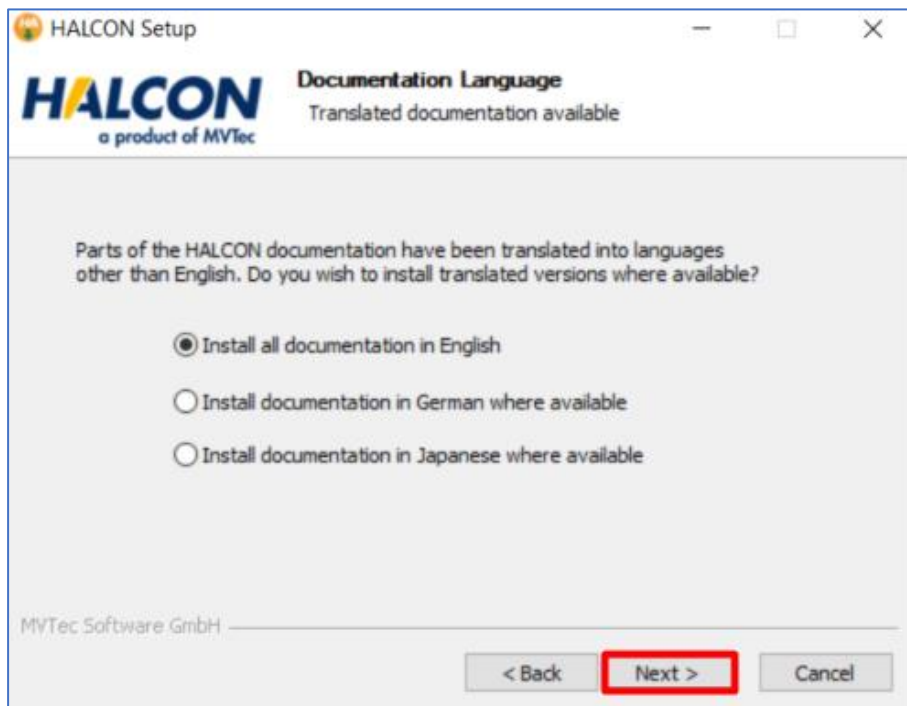 HALCON Setup
HALCON
a product of MVTec
Documentation Language
Translated documentation available
Parts of the HALCON documentation have been translated into languages
other than English. Do you wish to install translated versions where available?
Install all documentation in English
Install documentation in German where available
Install documentation in Japanese where available
MVTec Software GmbH
< Back Next > Cancel